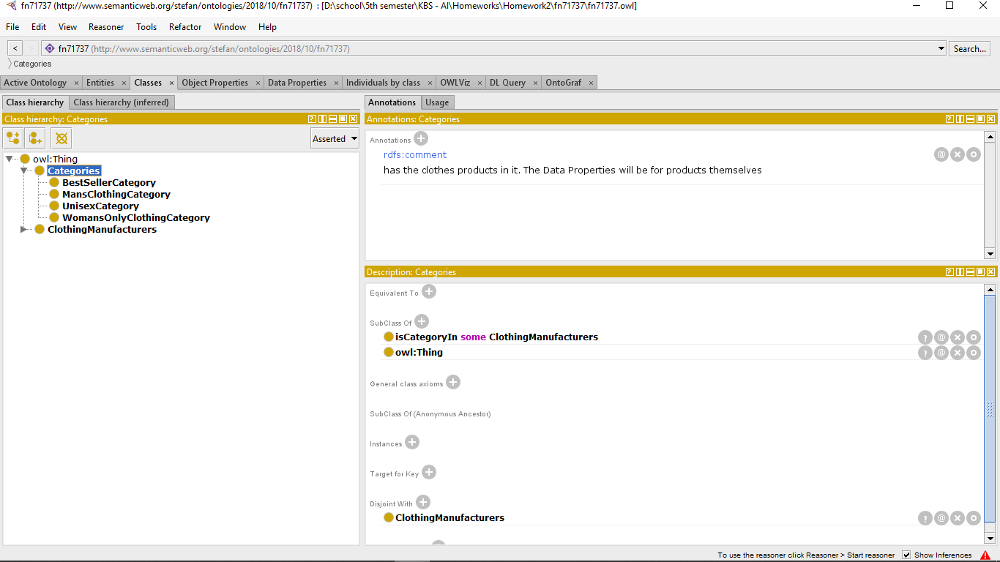 fn71737 (http://www.semanticweb.org/stefan/ontologies/2018/10/fn71737) : [D:\school\5th semester\KBS - AI\Homeworks\Homework2\fn71737\fn71737.owl]
File Edit View Reasoner Tools Refactor Window Help
< > fn71737 (http://www.semanticweb.org/stefan/ontologies/2018/10/fn71737) Search...
Categories
Active Ontology × Entities × Classes × Object Properties × Data Properties × Individuals by class × OWLViz × DL Query × OntoGraf ×
Class hierarchy Class hierarchy (inferred)
Class hierarchy: Categories
Asserted
owl:Thing
Categories
BestSellerCategory
MansClothingCategory
UnisexCategory
WomansOnlyClothingCategory
ClothingManufacturers
Annotations Usage
Annotations: Categories
Annotations
rdfs:comment
has the clothes products in it. The Data Properties will be for products themselves
Description: Categories
Equivalent To
SubClass Of
isCategoryIn some ClothingManufacturers
owl:Thing
General class axioms
SubClass Of (Anonymous Ancestor)
Instances
Target for Key
Disjoint With
ClothingManufacturers
To use the reasoner click Reasoner > Start reasoner Show Inferences